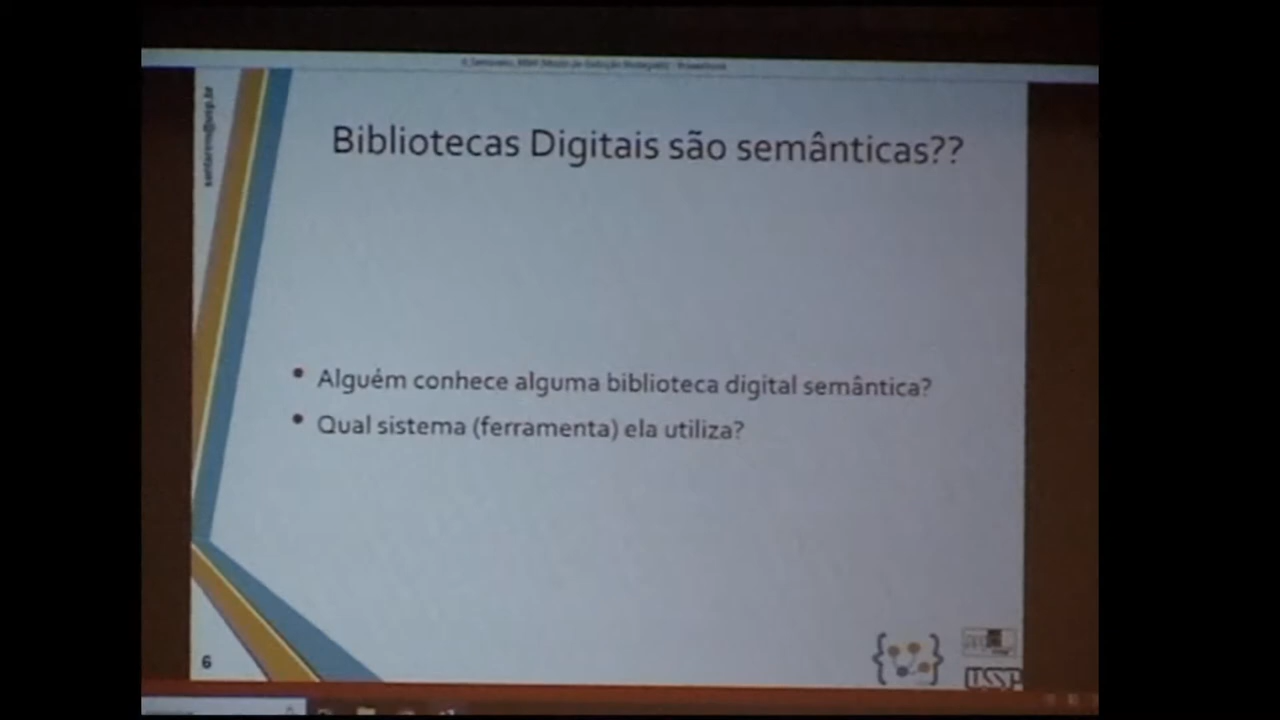 Bibliotecas Digitais são semânticas??
• Alguém conhece alguma biblioteca digital semântica?
• Qual sistema (ferramenta) ela utiliza?
6